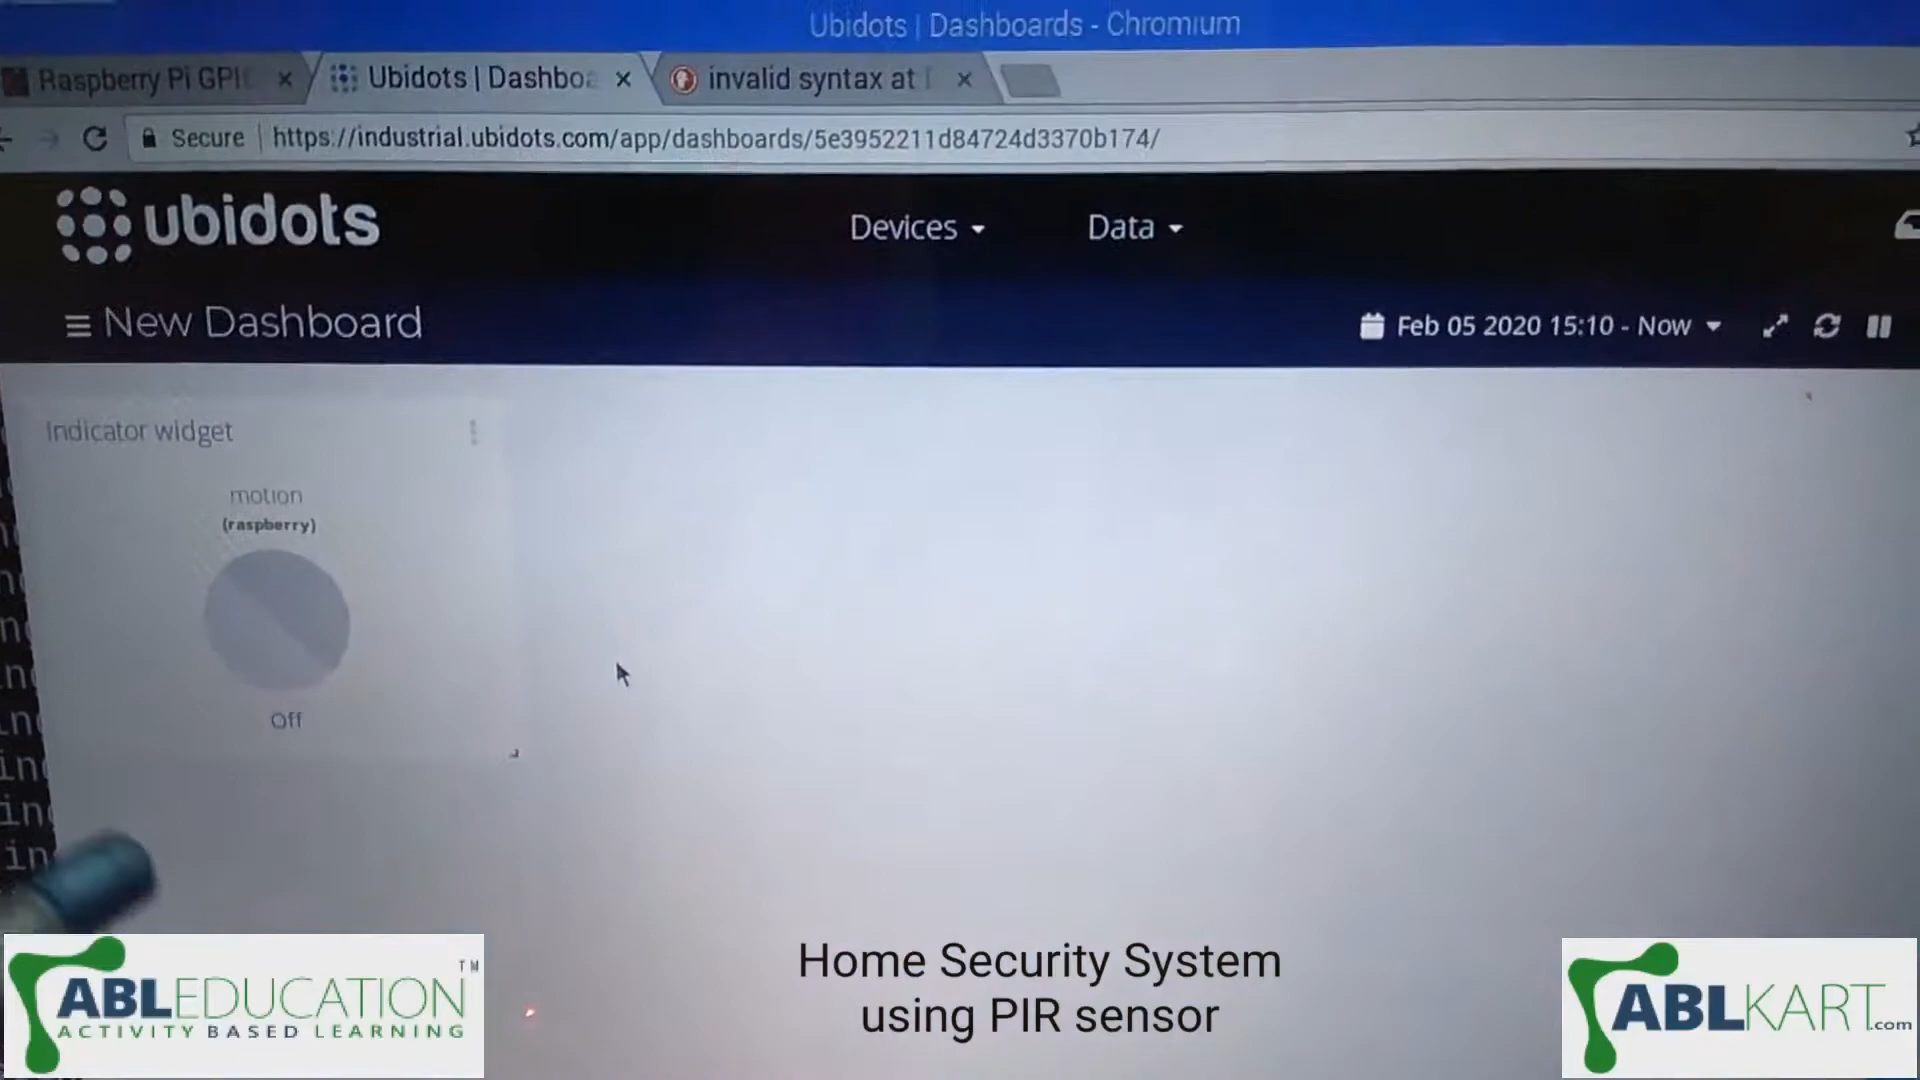 Ubidots | Dashboards - Chromium
Raspberry Pi GPI
Ubidots | Dashboa
invalid syntax at
Secure
https://industrial.ubidots.com/app/dashboards/5e3952211d84724d3370b174/
ubidots
Devices
Data
New Dashboard
Feb 05 2020 15:10 - Now
Indicator widget
motion
(raspberry)
Off
ABLEDUCATION TM
ACTIVITY BASED LEARNING
Home Security System
using PIR sensor
ABLKART.com